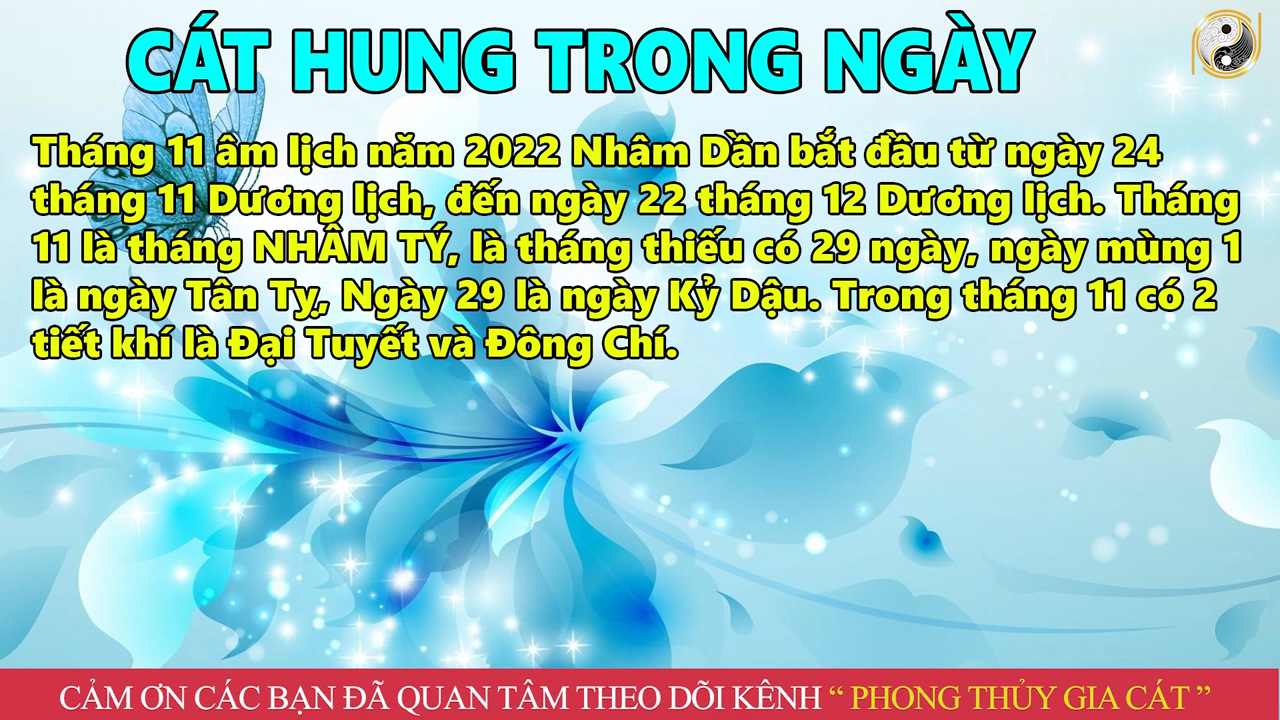 CÁT HUNG TRONG NGÀY
Tháng 11 âm lịch năm 2022 Nhâm Dần bắt đầu từ ngày 24
tháng 11 Dương lịch, đến ngày 22 tháng 12 Dương lịch. Tháng
11 là tháng NHÂM TÝ, là tháng thiếu có 29 ngày, ngày mùng 1
là ngày Tân Tỵ, Ngày 29 là ngày Kỷ Dậu. Trong tháng 11 có 2
tiết khí là Đại Tuyết và Đông Chí.
CẢM ƠN CÁC BẠN ĐÃ QUAN TÂM THEO DÕI KÊNH “ PHONG THỦY GIA CÁT ”